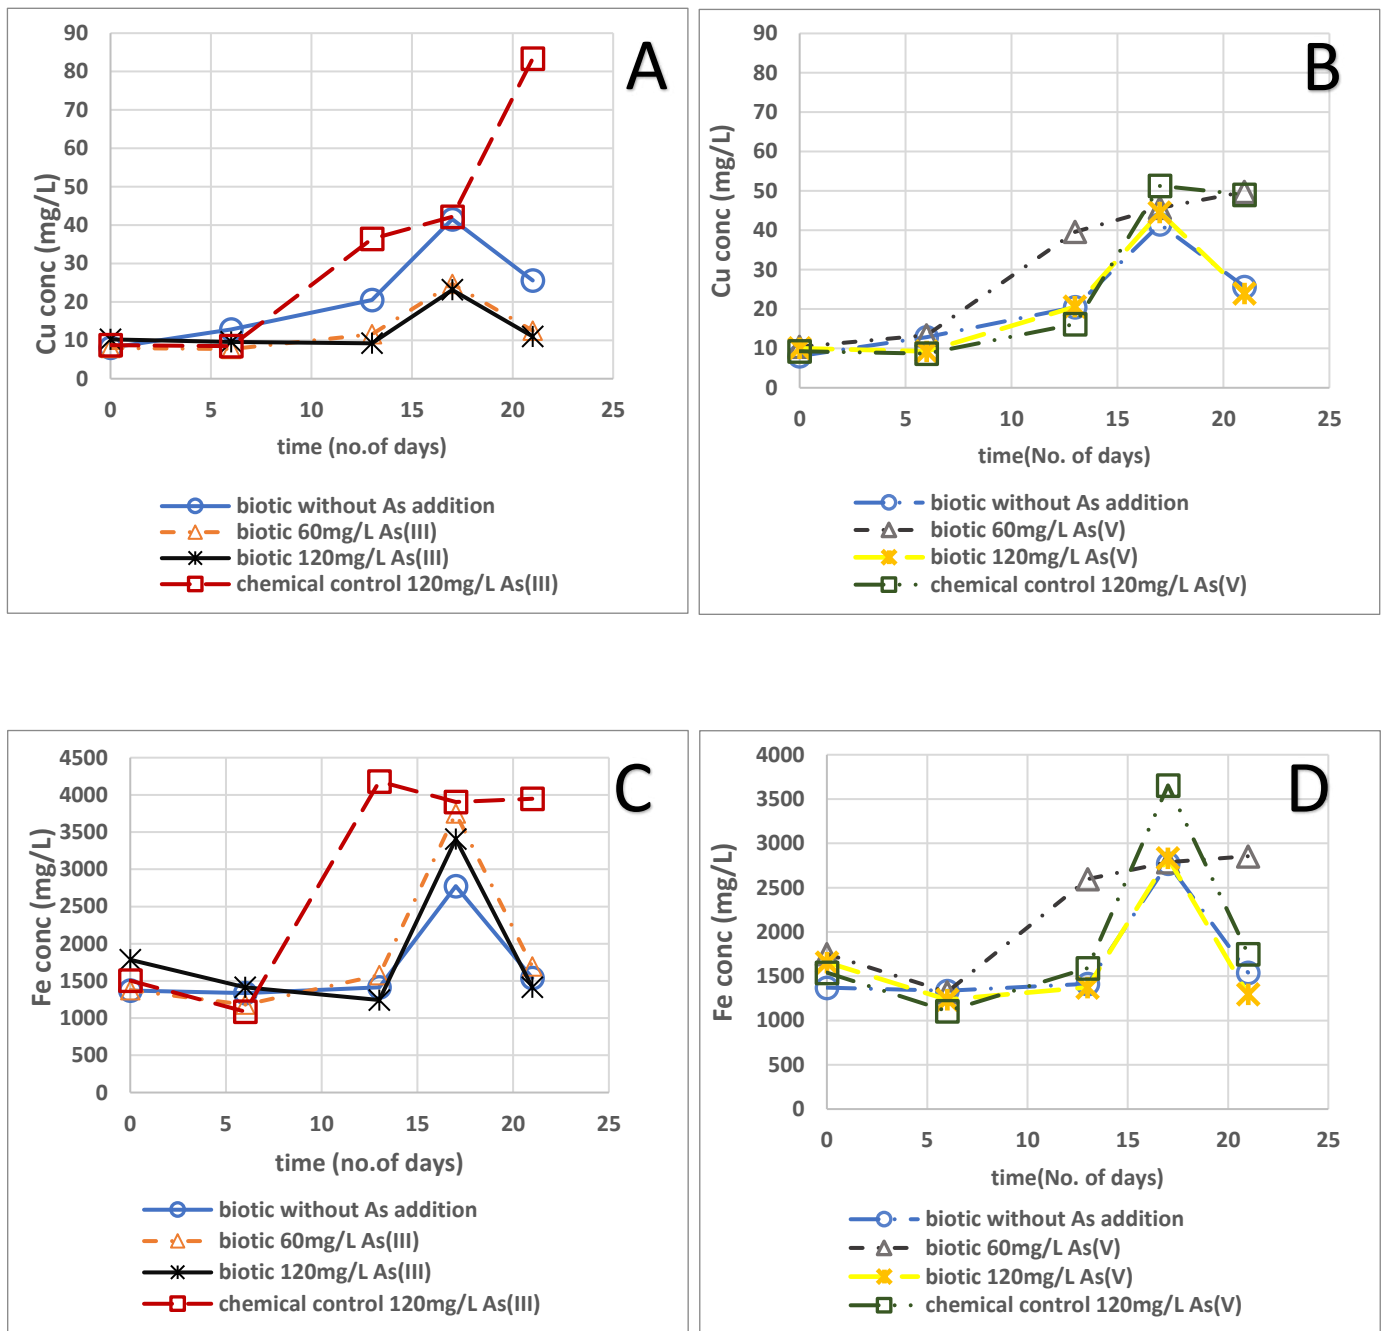 90
80
70
60
50
40
30
20
10
0
Cu conc (mg/L)
A
0 5 10 15 20 25
time (no.of days)
biotic without As addition
biotic 60mg/L As(III)
biotic 120mg/L As(III)
chemical control 120mg/L As(III)
90
80
70
60
50
40
30
20
10
0
Cu conc (mg/L)
B
0 5 10 15 20 25
time(No. of days)
biotic without As addition
biotic 60mg/L As(V)
biotic 120mg/L As(V)
chemical control 120mg/L As(V)
4500
4000
3500
3000
2500
2000
1500
1000
500
0
Fe conc (mg/L)
C
0 5 10 15 20 25
time (no.of days)
biotic without As addition
biotic 60mg/L As(III)
biotic 120mg/L As(III)
chemical control 120mg/L As(III)
4000
3500
3000
2500
2000
1500
1000
500
0
Fe conc (mg/L)
D
0 5 10 15 20 25
time(No. of days)
biotic without As addition
biotic 60mg/L As(V)
biotic 120mg/L As(V)
chemical control 120mg/L As(V)